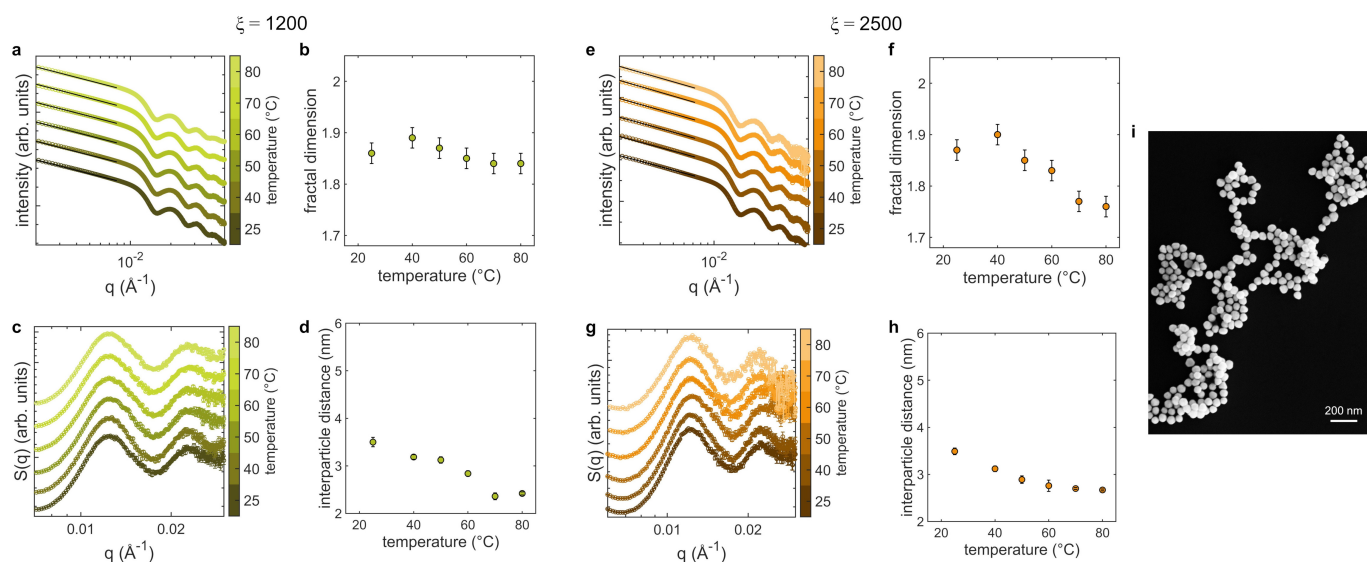 ξ = 1200
ξ = 2500
a
intensity (arb. units)
10⁻²
q (Å⁻¹)
80
70
60
50
40
25
temperature (°C)
b
fractal dimension
2
1.9
1.8
1.7
20
40
60
80
temperature (°C)
e
intensity (arb. units)
10⁻²
q (Å⁻¹)
80
70
60
50
40
25
temperature (°C)
f
fractal dimension
2
1.9
1.8
1.7
20
40
60
80
temperature (°C)
i
200 nm
c
S(q) (arb. units)
0.01
0.02
q (Å⁻¹)
80
70
60
50
40
25
temperature (°C)
d
interparticle distance (nm)
6
5
4
3
2
20
40
60
80
temperature (°C)
g
S(q) (arb. units)
0.01
0.02
q (Å⁻¹)
80
70
60
50
40
25
temperature (°C)
h
interparticle distance (nm)
6
5
4
3
2
20
40
60
80
temperature (°C)